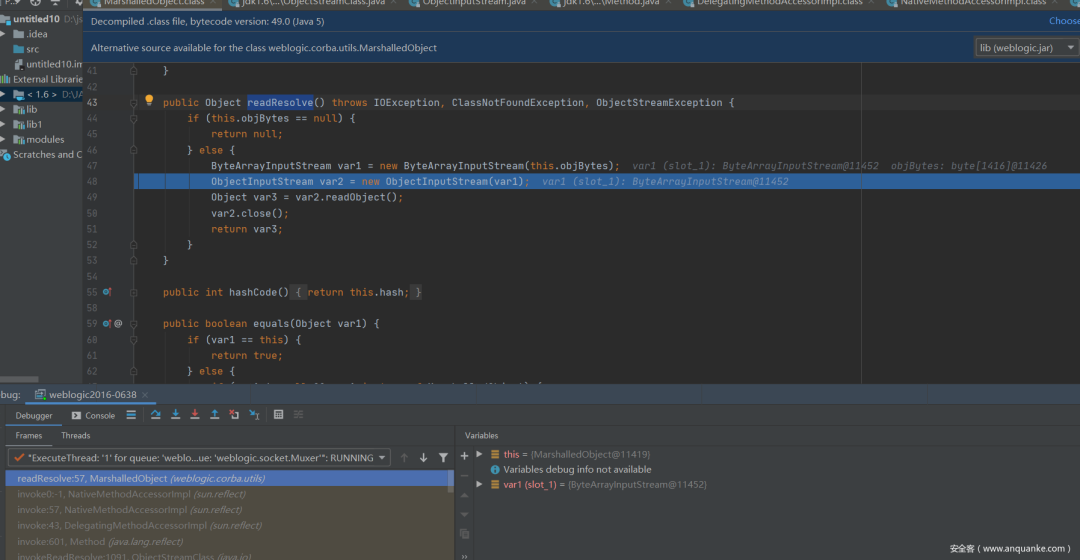 MarshalledObject.class
jdk1.6\...\ObjectStreamClass.java
ObjectInputStream.java
jdk1.6\...\Method.java
DelegatingMethodAccessorImpl.class
NativeMethodAccessorImpl.class
untitled10 D:\ju
.idea
src
untitled10.im
External Librarie
< 1.6 > D:\JA
lib
lib1
modules
Scratches and C
Decompiled .class file, bytecode version: 49.0 (Java 5)
Choose
Alternative source available for the class weblogic.corba.utils.MarshalledObject
lib (weblogic.jar)
41 }
42
43 public Object readResolve() throws IOException, ClassNotFoundException, ObjectStreamException {
44 if (this.objBytes == null) {
45 return null;
46 } else {
47 ByteArrayInputStream var1 = new ByteArrayInputStream(this.objBytes); var1 (slot_1): ByteArrayInputStream@11452 objBytes: byte[1416]@11426
48 ObjectInputStream var2 = new ObjectInputStream(var1); var1 (slot_1): ByteArrayInputStream@11452
49 Object var3 = var2.readObject();
50 var2.close();
51 return var3;
52 }
53 }
54
55 public int hashCode() { return this.hash; }
58
59 @ public boolean equals(Object var1) {
60 if (var1 == this) {
61 return true;
62 } else {
bug: weblogic2016-0638
Debugger Console
Frames Threads
"ExecuteThread: '1' for queue: 'weblo...ue: 'weblogic.socket.Muxer'": RUNNING
readResolve:57, MarshalledObject (weblogic.corba.utils)
invoke0:-1, NativeMethodAccessorImpl (sun.reflect)
invoke:57, NativeMethodAccessorImpl (sun.reflect)
invoke:43, DelegatingMethodAccessorImpl (sun.reflect)
invoke:601, Method (java.lang.reflect)
invokeReadResolve:1091, ObjectStreamClass (java.io)
Variables
this = {MarshalledObject@11419}
Variables debug info not available
var1 (slot_1) = {ByteArrayInputStream@11452}
安全客（www.anquanke.com）